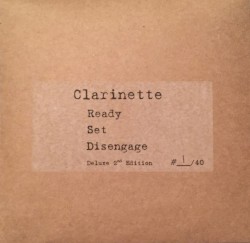 Clarinette
Ready
Set
Disengage
Deluxe 2nd Edition #1/40